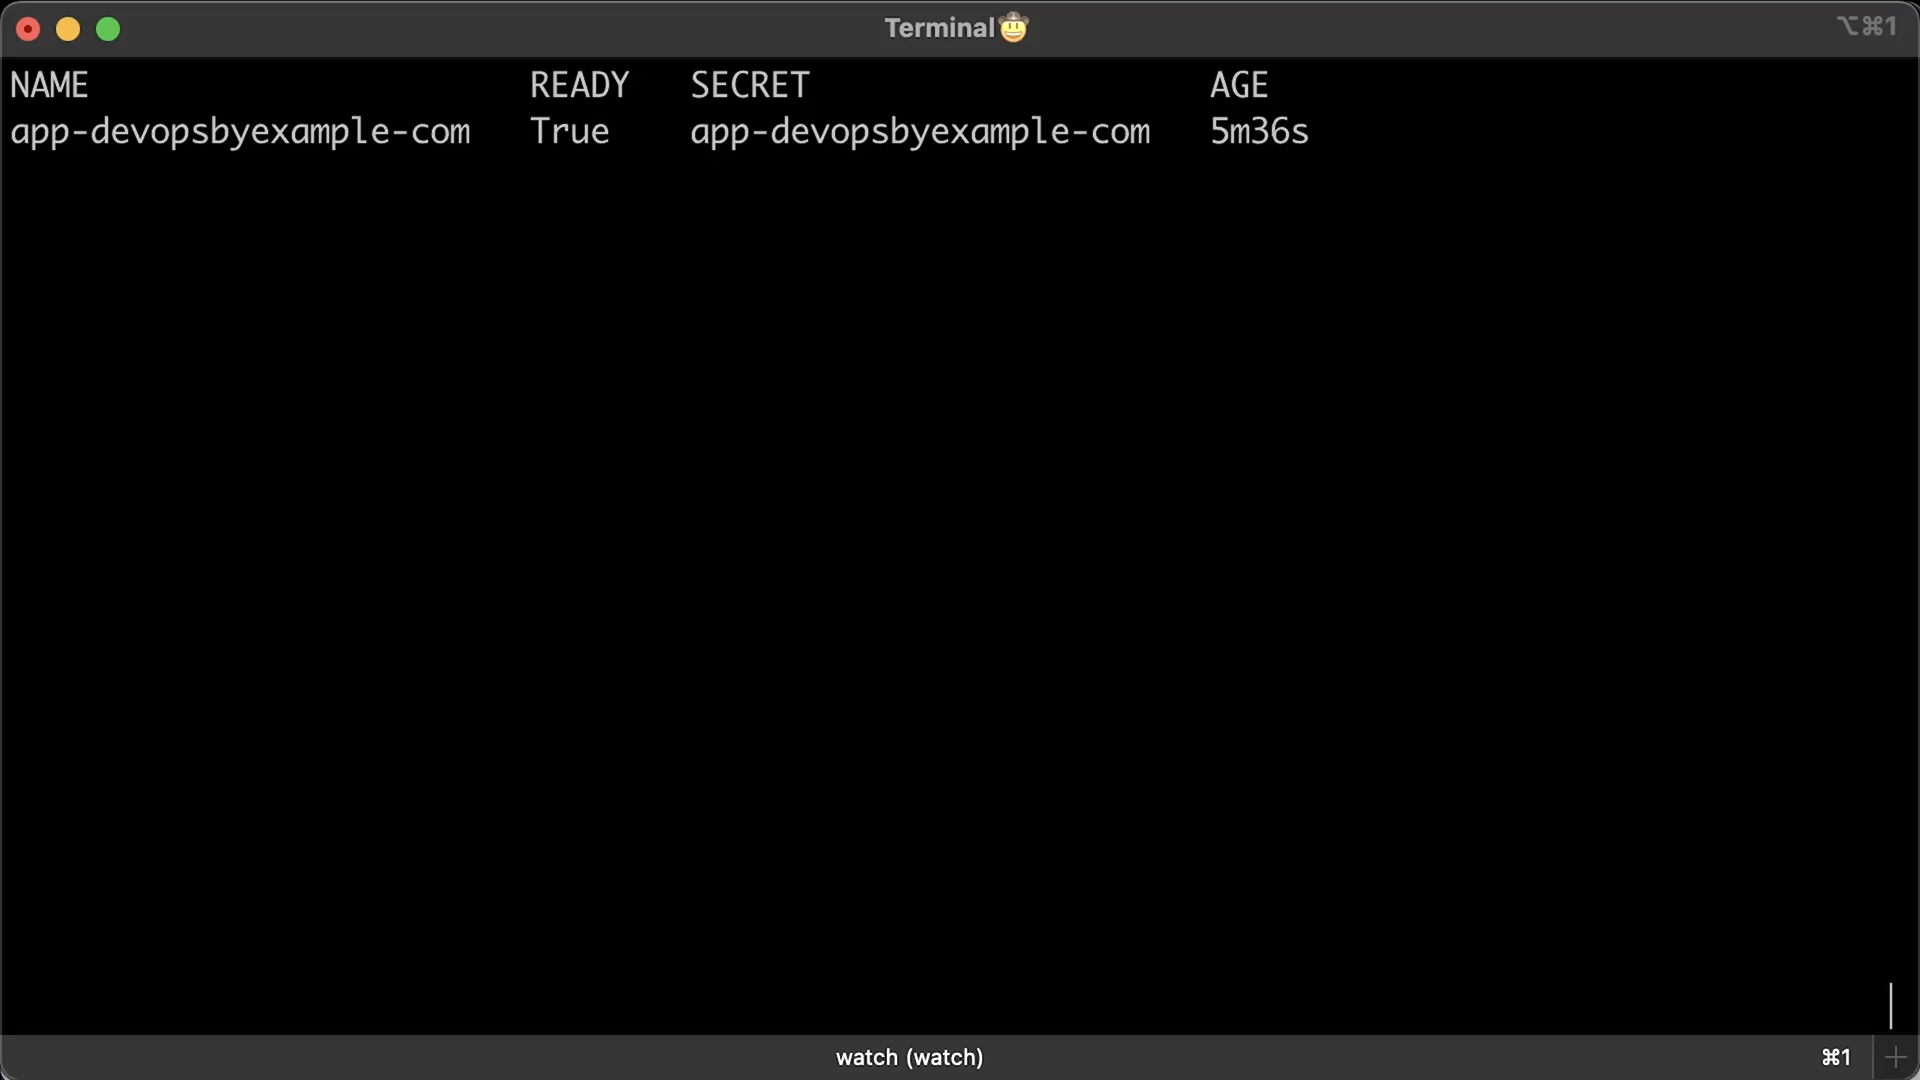 Terminal🤠 ⌥⌘1
NAME READY SECRET AGE
app-devopsbyexample-com True app-devopsbyexample-com 5m36s
watch (watch) ⌘1 +